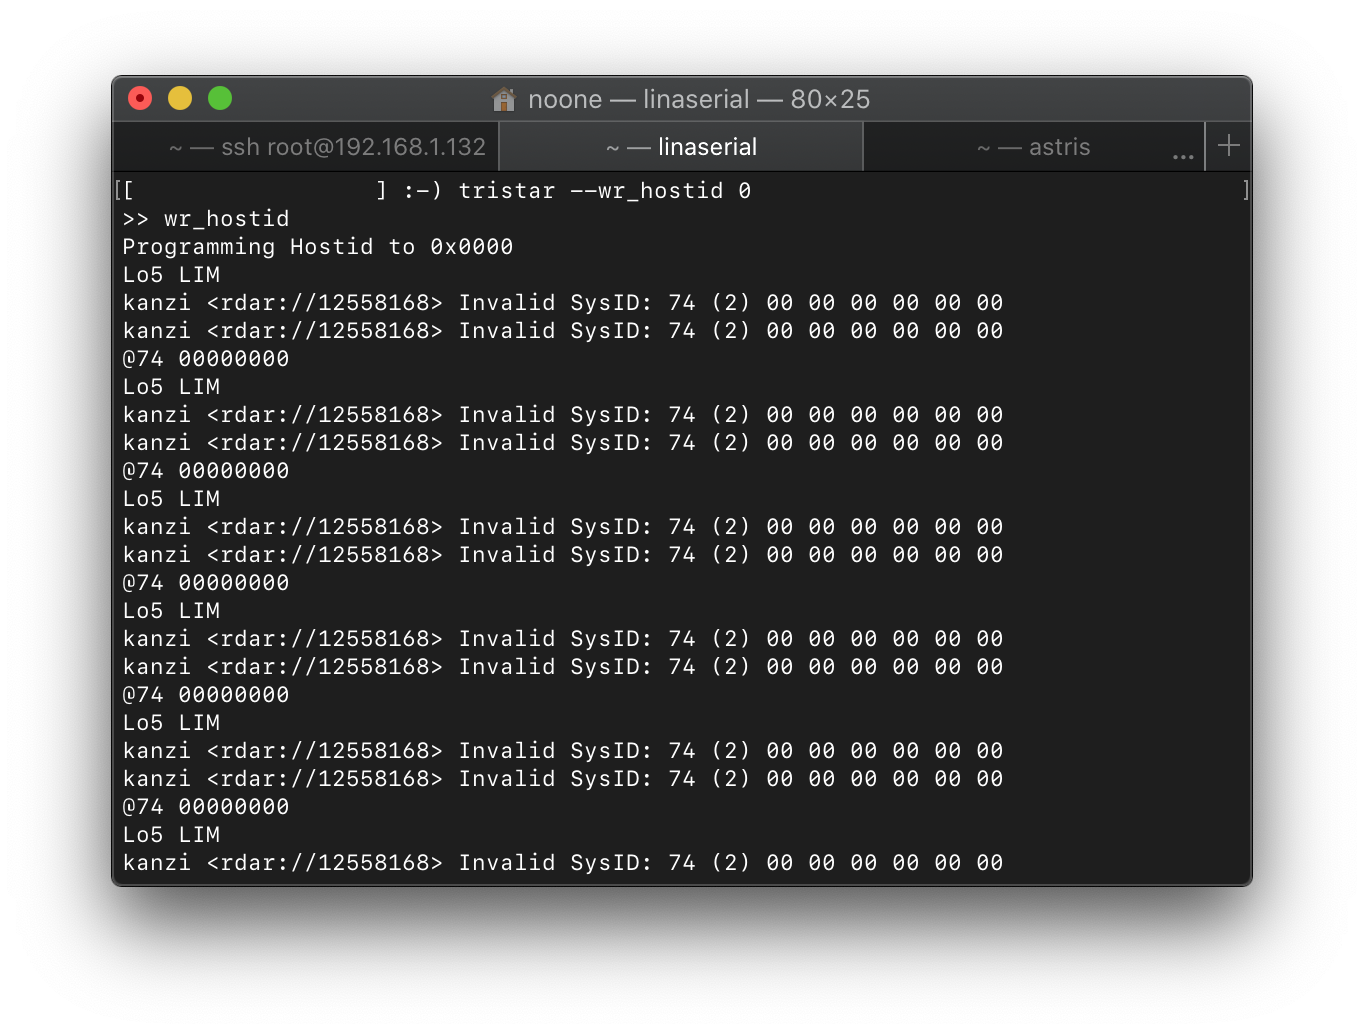 noone — linaserial — 80×25
~ — ssh root@192.168.1.132
~ — linaserial
~ — astris
...
+
[[                  ] :-) tristar --wr_hostid 0                                   ]
>> wr_hostid
Programming Hostid to 0x0000
Lo5 LIM
kanzi <rdar://12558168> Invalid SysID: 74 (2) 00 00 00 00 00 00
kanzi <rdar://12558168> Invalid SysID: 74 (2) 00 00 00 00 00 00
@74 00000000
Lo5 LIM
kanzi <rdar://12558168> Invalid SysID: 74 (2) 00 00 00 00 00 00
kanzi <rdar://12558168> Invalid SysID: 74 (2) 00 00 00 00 00 00
@74 00000000
Lo5 LIM
kanzi <rdar://12558168> Invalid SysID: 74 (2) 00 00 00 00 00 00
kanzi <rdar://12558168> Invalid SysID: 74 (2) 00 00 00 00 00 00
@74 00000000
Lo5 LIM
kanzi <rdar://12558168> Invalid SysID: 74 (2) 00 00 00 00 00 00
kanzi <rdar://12558168> Invalid SysID: 74 (2) 00 00 00 00 00 00
@74 00000000
Lo5 LIM
kanzi <rdar://12558168> Invalid SysID: 74 (2) 00 00 00 00 00 00
kanzi <rdar://12558168> Invalid SysID: 74 (2) 00 00 00 00 00 00
@74 00000000
Lo5 LIM
kanzi <rdar://12558168> Invalid SysID: 74 (2) 00 00 00 00 00 00